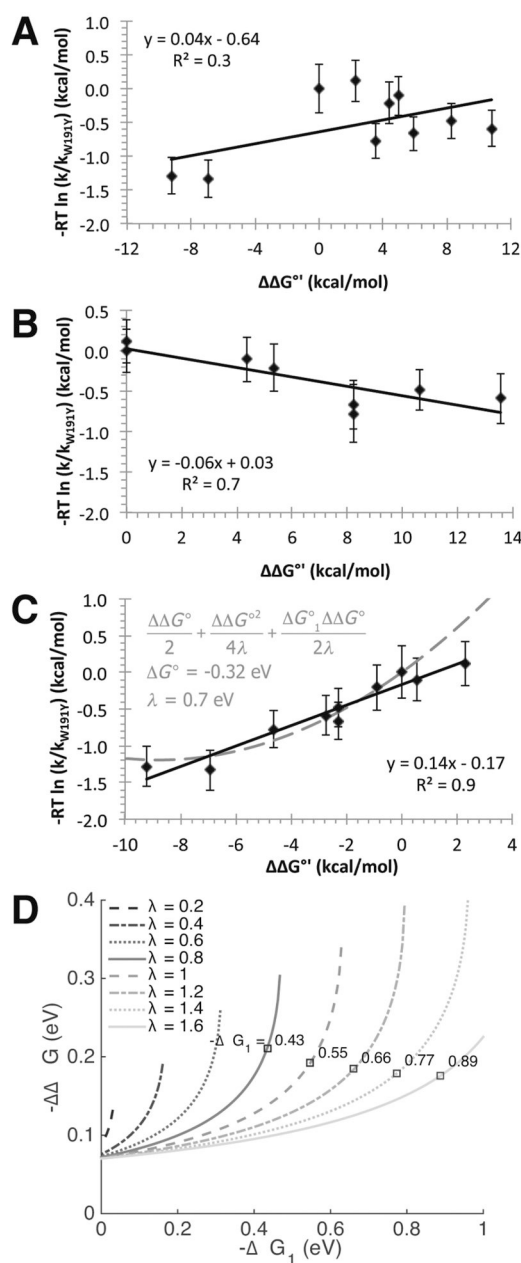 A
y = 0.04x - 0.64
R² = 0.3
-RT ln (k/kW191Y) (kcal/mol)
1.0
0.5
0.0
-0.5
-1.0
-1.5
-2.0
-12 -8 -4 0 4 8 12
ΔΔG°' (kcal/mol)
B
-RT ln (k/kW191Y) (kcal/mol)
0.5
0.0
-0.5
-1.0
-1.5
-2.0
y = -0.06x + 0.03
R² = 0.7
0 2 4 6 8 10 12 14
ΔΔG°' (kcal/mol)
C
-RT ln (k/kW191Y) (kcal/mol)
1.0
0.5
0.0
-0.5
-1.0
-1.5
-2.0
ΔΔG°/2 + ΔΔG°²/4λ + ΔG°₁ΔΔG°/2λ
ΔG° = -0.32 eV
λ = 0.7 eV
y = 0.14x - 0.17
R² = 0.9
-10 -8 -6 -4 -2 0 2 4
ΔΔG°' (kcal/mol)
D
-ΔΔ G (eV)
0.4
0.3
0.2
0.1
0
λ = 0.2
λ = 0.4
λ = 0.6
λ = 0.8
λ = 1
λ = 1.2
λ = 1.4
λ = 1.6
-Δ G₁ = 0.43
0.55
0.66
0.77
0.89
0 0.2 0.4 0.6 0.8 1
-Δ G₁ (eV)